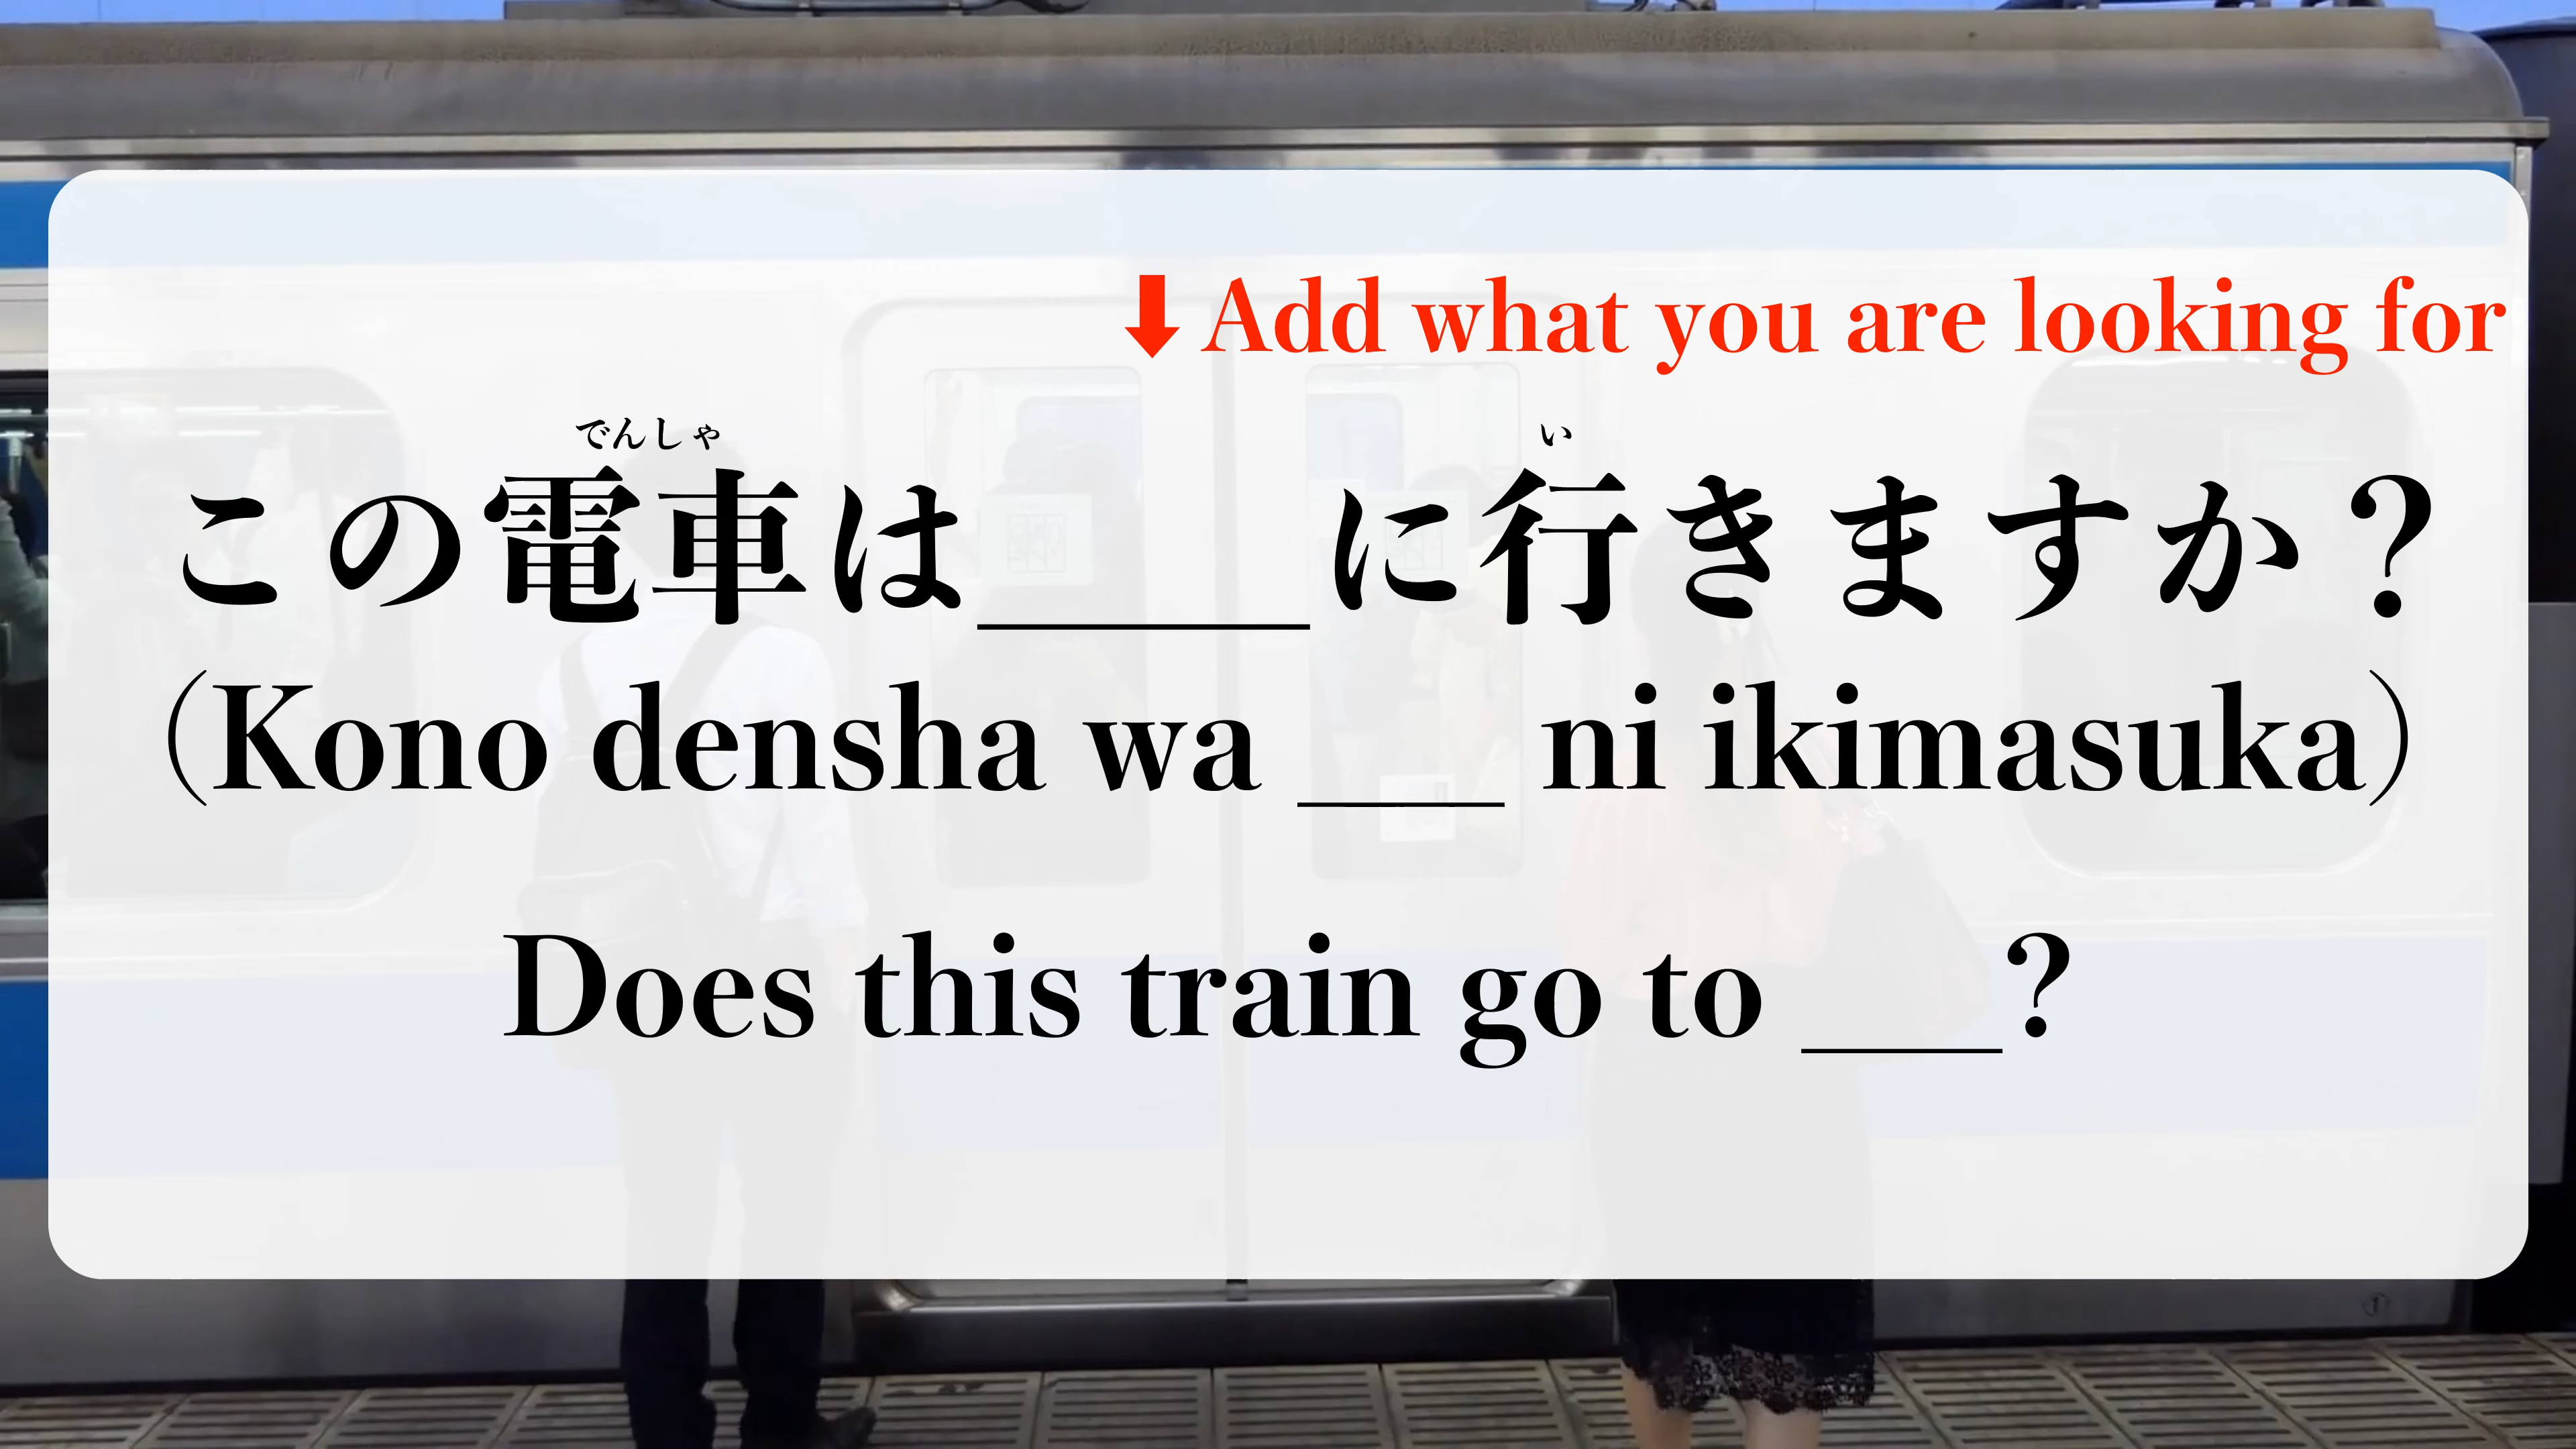 ⬇Add what you are looking for
でんしゃ い
この電車は____に行きますか？
（Kono densha wa ___ ni ikimasuka）
Does this train go to ___?